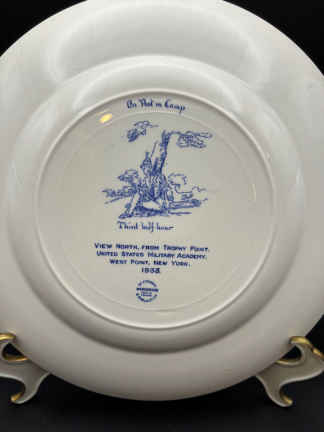 On Post in Camp
Third half-hour
VIEW NORTH, FROM TROPHY POINT,
UNITED STATES MILITARY ACADEMY,
WEST POINT, NEW YORK.
1933.
WEDGWOOD